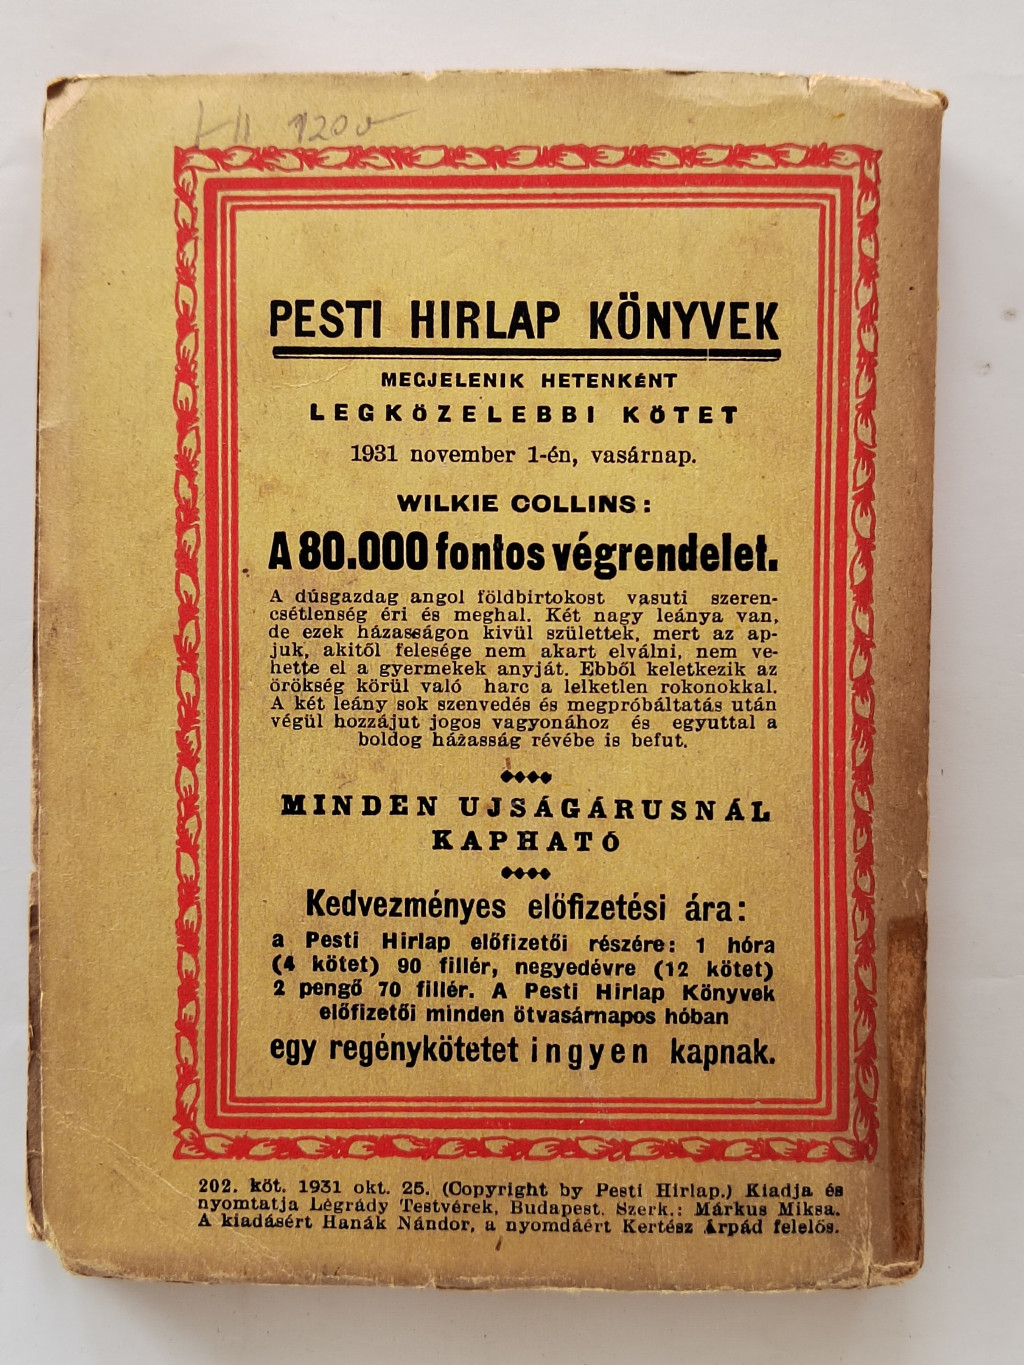 120
PESTI HIRLAP KÖNYVEK
MEGJELENIK HETENKÉNT
LEGKÖZELEBBI KÖTET
1931 november 1-én, vasárnap.
WILKIE COLLINS:
A 80.000 fontos végrendelet.
A dúsgazdag angol földbirtokost vasuti szeren-
csétlenség éri és meghal. Két nagy leánya van,
de ezek házasságon kivül születtek, mert az ap-
juk, akitől felesége nem akart elválni, nem ve-
hette el a gyermekek anyját. Ebből keletkezik az
örökség körül való harc a lelketlen rokonokkal.
A két leány sok szenvedés és megpróbáltatás után
végül hozzájut jogos vagyonához és egyuttal a
boldog házasság révébe is befut.
MINDEN UJSÁGÁRUSNÁL
KAPHATÓ
Kedvezményes előfizetési ára:
a Pesti Hirlap előfizetői részére: 1 hóra
(4 kötet) 90 fillér, negyedévre (12 kötet)
2 pengő 70 fillér. A Pesti Hirlap Könyvek
előfizetői minden ötvasárnapos hóban
egy regénykötetet ingyen kapnak.
202. köt. 1931 okt. 25. (Copyright by Pesti Hirlap.) Kiadja és
nyomtatja Légrády Testvérek, Budapest. Szerk.: Márkus Miksa.
A kiadásért Hanák Nándor, a nyomdáért Kertész Árpád felelős.